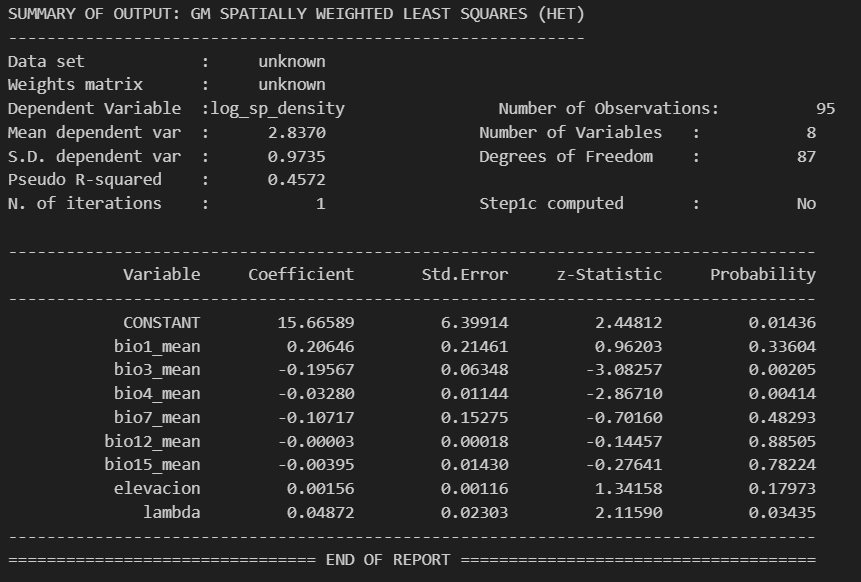 SUMMARY OF OUTPUT: GM SPATIALLY WEIGHTED LEAST SQUARES (HET)
------------------------------------------------------------
Data set            :     unknown
Weights matrix      :     unknown
Dependent Variable  :log_sp_density                Number of Observations:          95
Mean dependent var  :      2.8370                Number of Variables   :           8
S.D. dependent var  :      0.9735                Degrees of Freedom    :          87
Pseudo R-squared    :      0.4572
N. of iterations    :           1                Step1c computed       :          No

------------------------------------------------------------------------------------
            Variable     Coefficient       Std.Error     z-Statistic     Probability
------------------------------------------------------------------------------------
            CONSTANT        15.66589         6.39914         2.44812         0.01436
           bio1_mean         0.20646         0.21461         0.96203         0.33604
           bio3_mean        -0.19567         0.06348        -3.08257         0.00205
           bio4_mean        -0.03280         0.01144        -2.86710         0.00414
           bio7_mean        -0.10717         0.15275        -0.70160         0.48293
          bio12_mean        -0.00003         0.00018        -0.14457         0.88505
          bio15_mean        -0.00395         0.01430        -0.27641         0.78224
           elevacion         0.00156         0.00116         1.34158         0.17973
              lambda         0.04872         0.02303         2.11590         0.03435
------------------------------------------------------------------------------------
================================ END OF REPORT =====================================